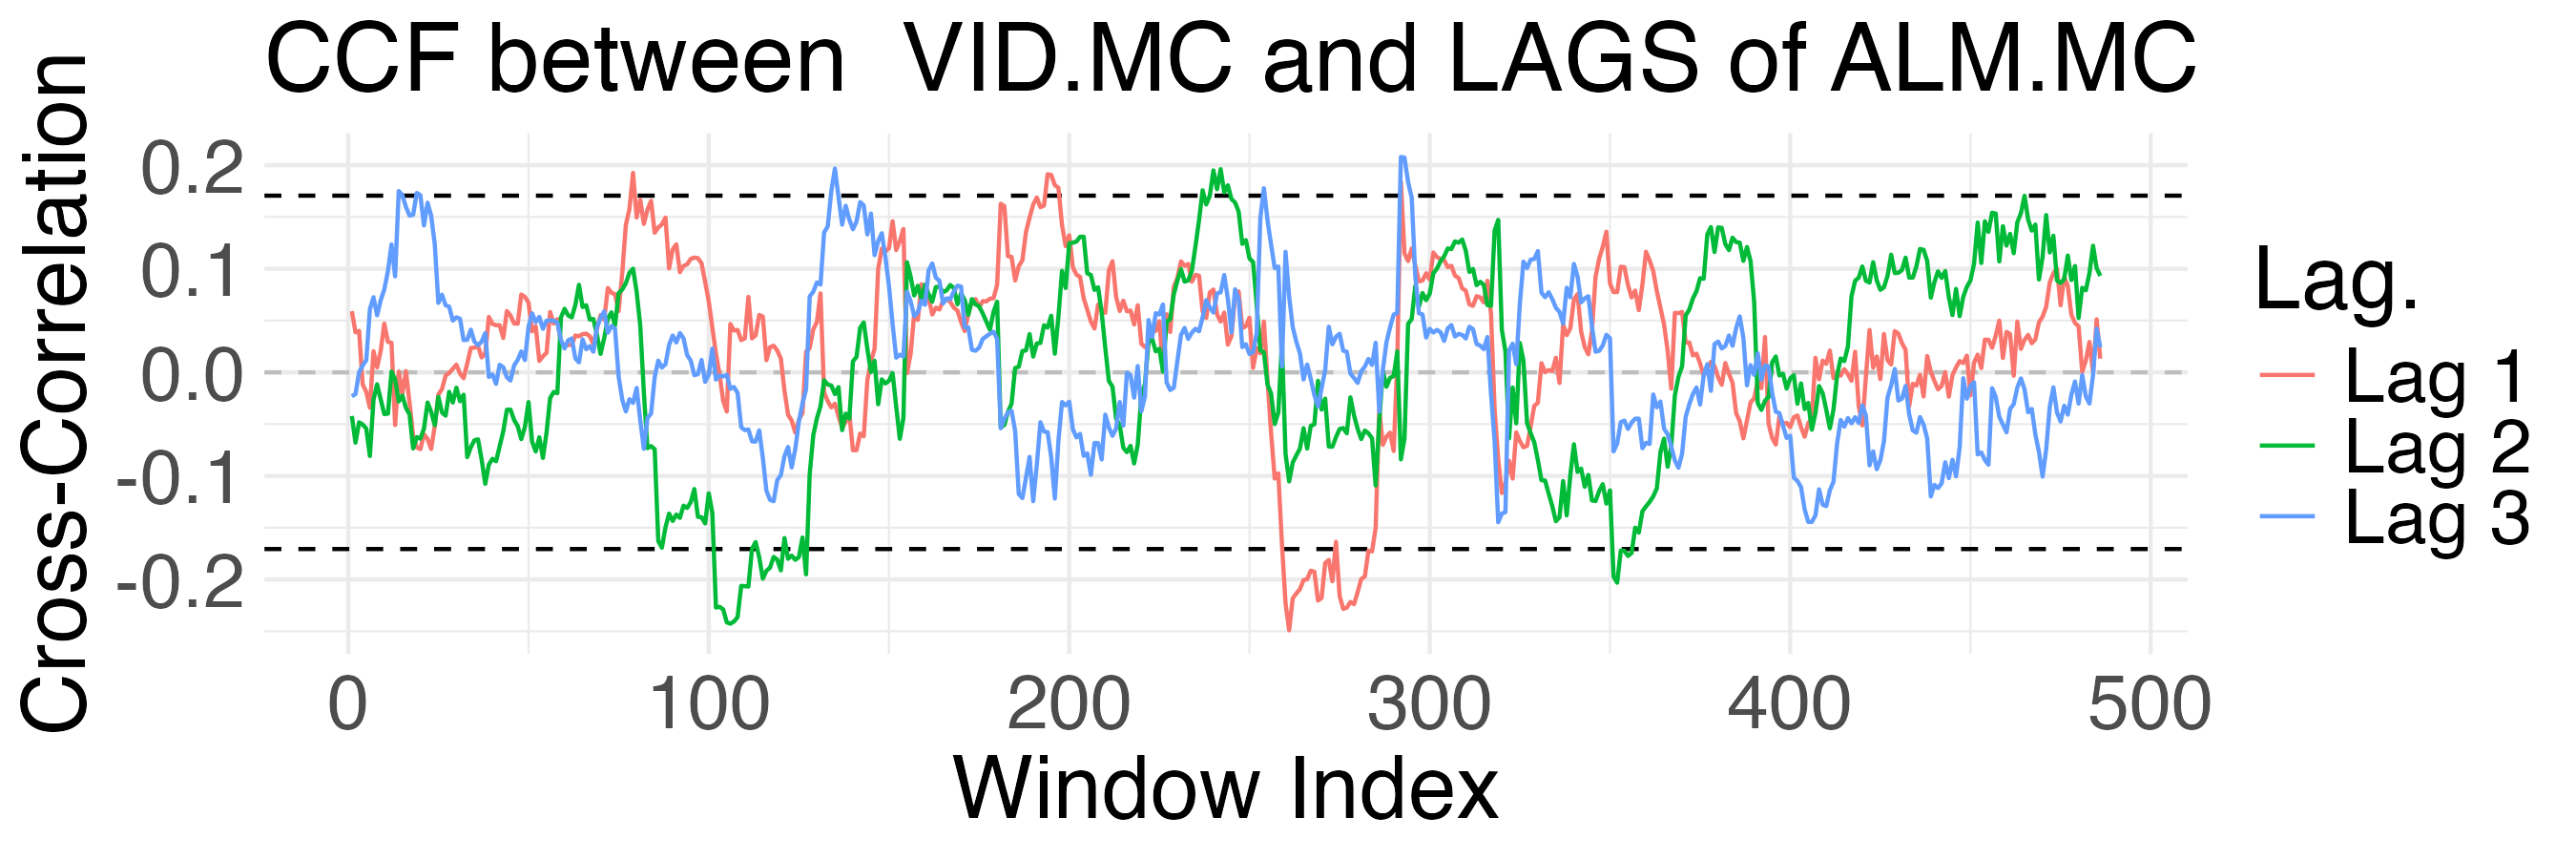 CCF between  VID.MC and LAGS of ALM.MC
Cross-Correlation
0.2
0.1
0.0
-0.1
-0.2
0 100 200 300 400 500
Window Index
Lag.
Lag 1
Lag 2
Lag 3